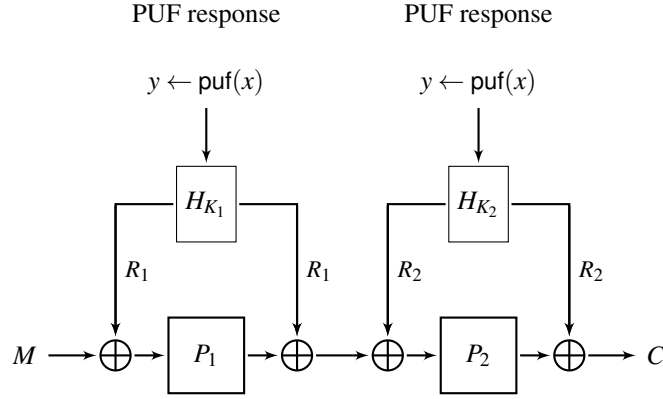 PUF response PUF response
y ← puf(x) y ← puf(x)
H_{K_1} H_{K_2}
R_1 R_1 R_2 R_2
M P_1 P_2 C